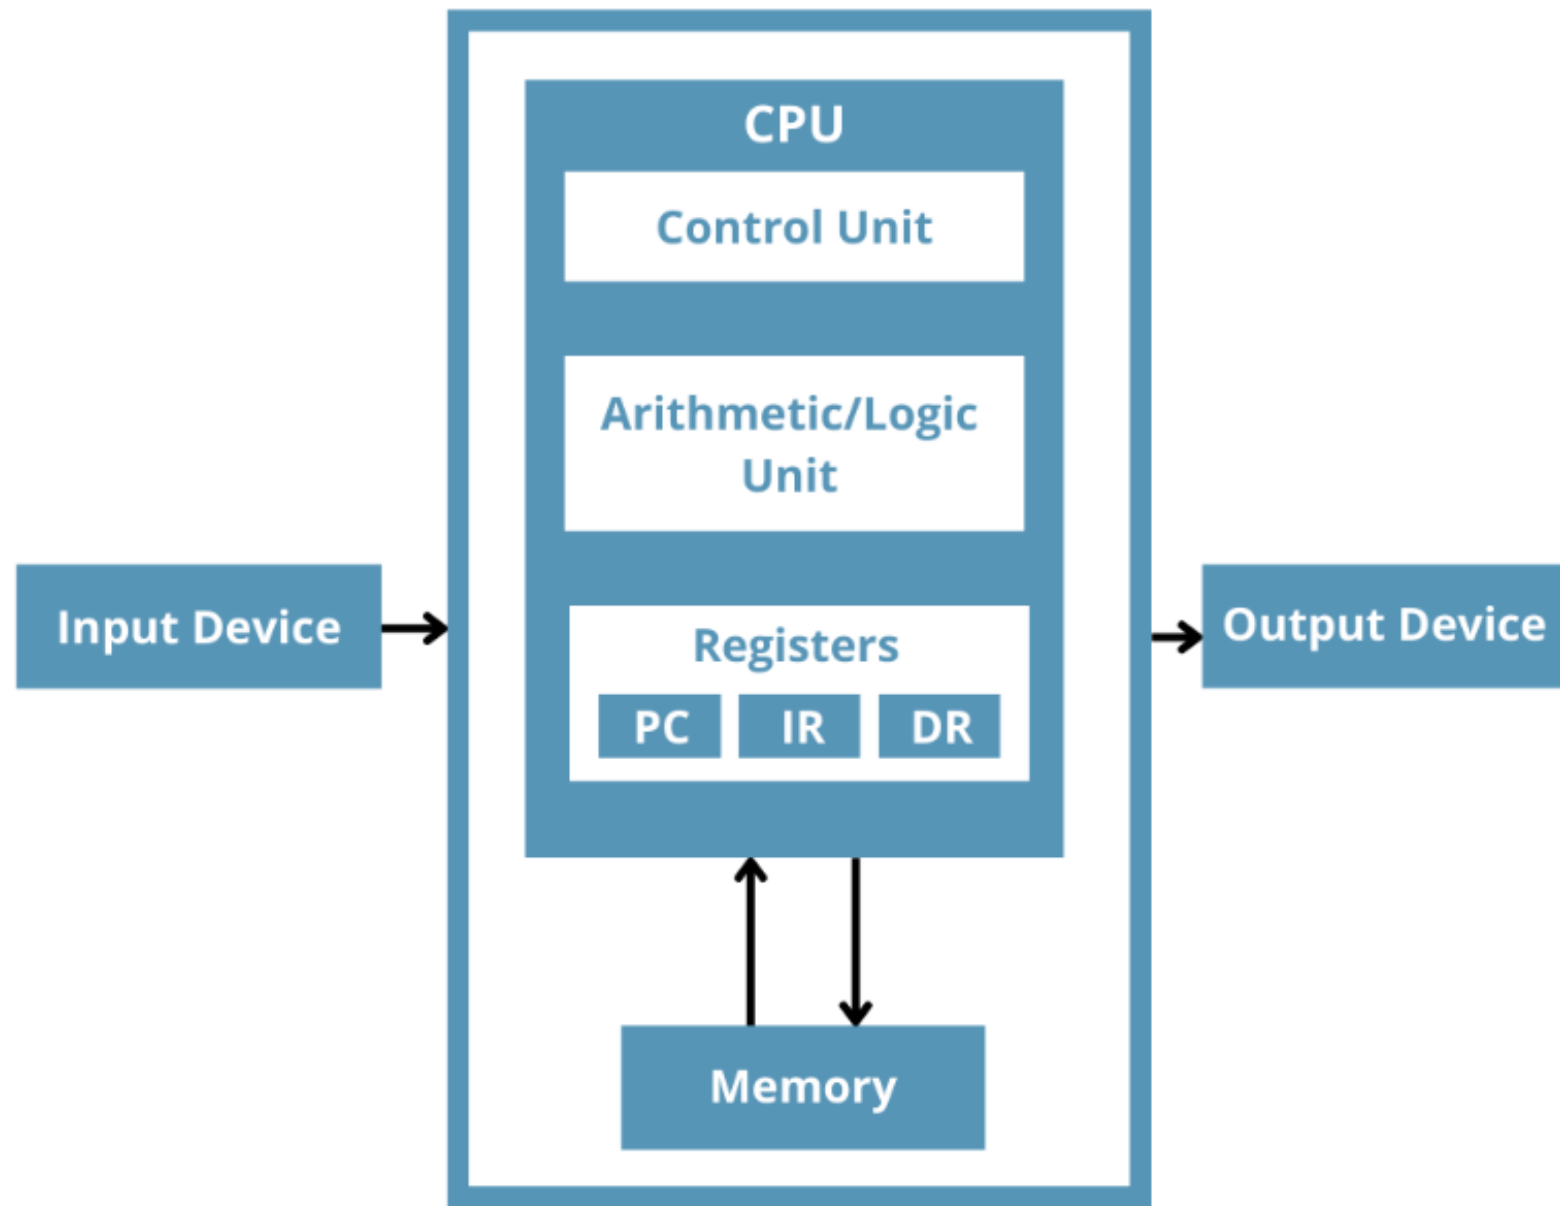 CPU
Control Unit
Arithmetic/Logic
Unit
Input Device
Output Device
Registers
PC IR DR
Memory